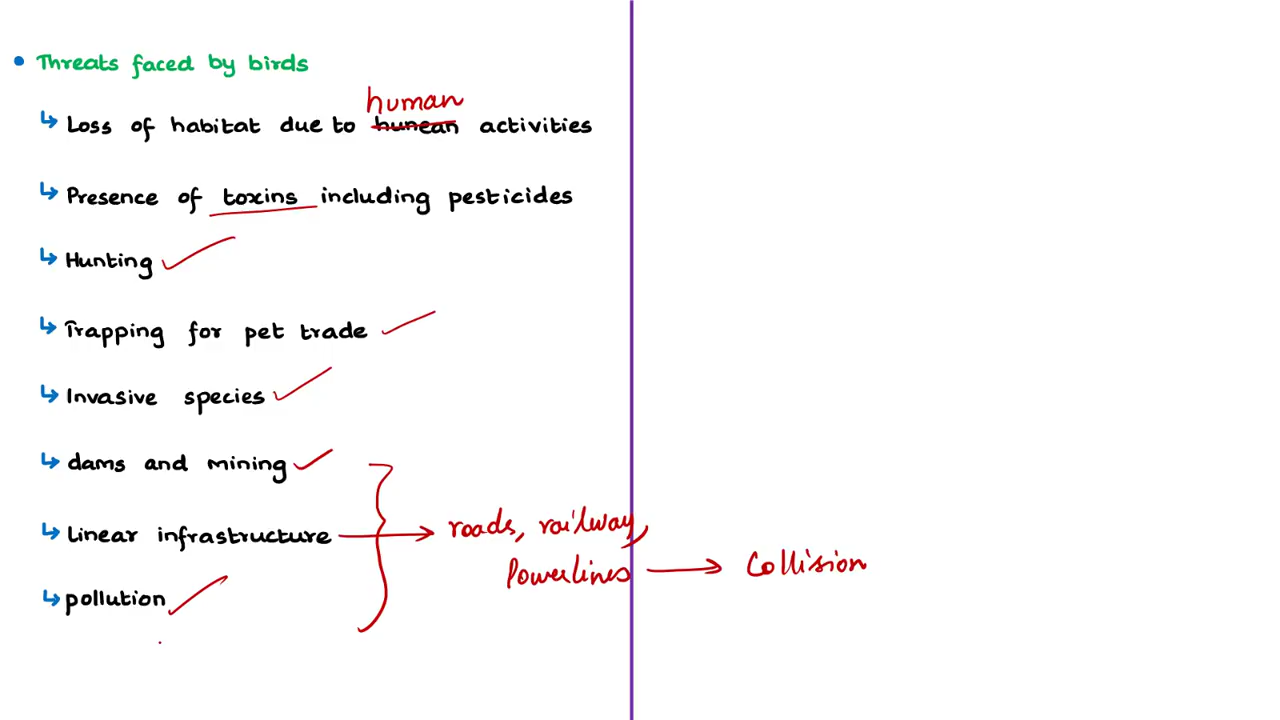 • Threats faced by birds
human
↳ Loss of habitat due to hunean activities
↳ Presence of toxins including pesticides
↳ Hunting
↳ Trapping for pet trade
↳ Invasive species
↳ dams and mining
↳ Linear infrastructure → roads, railway,
Powerlines → Collision
↳ pollution